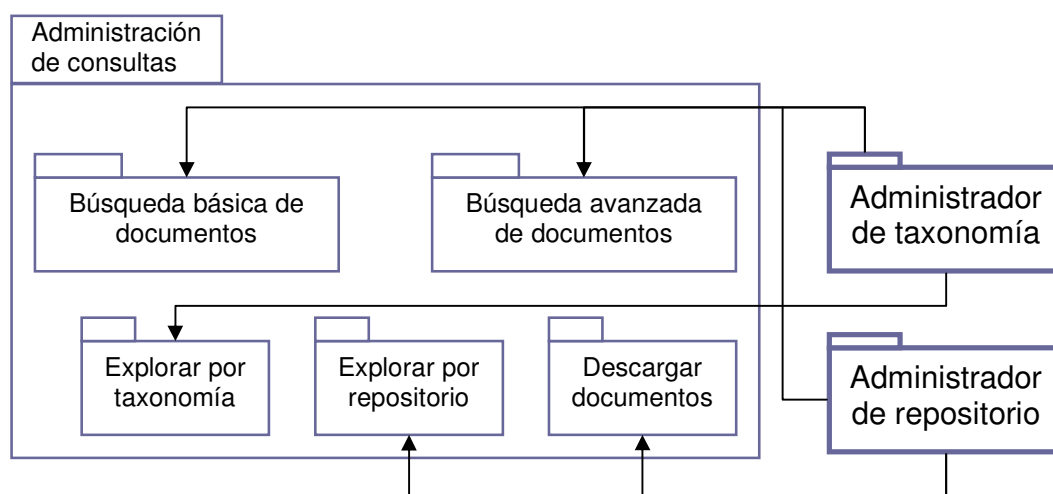 Administración
de consultas
Búsqueda básica de
documentos
Búsqueda avanzada
de documentos
Administrador
de taxonomía
Explorar por
taxonomía
Explorar por
repositorio
Descargar
documentos
Administrador
de repositorio